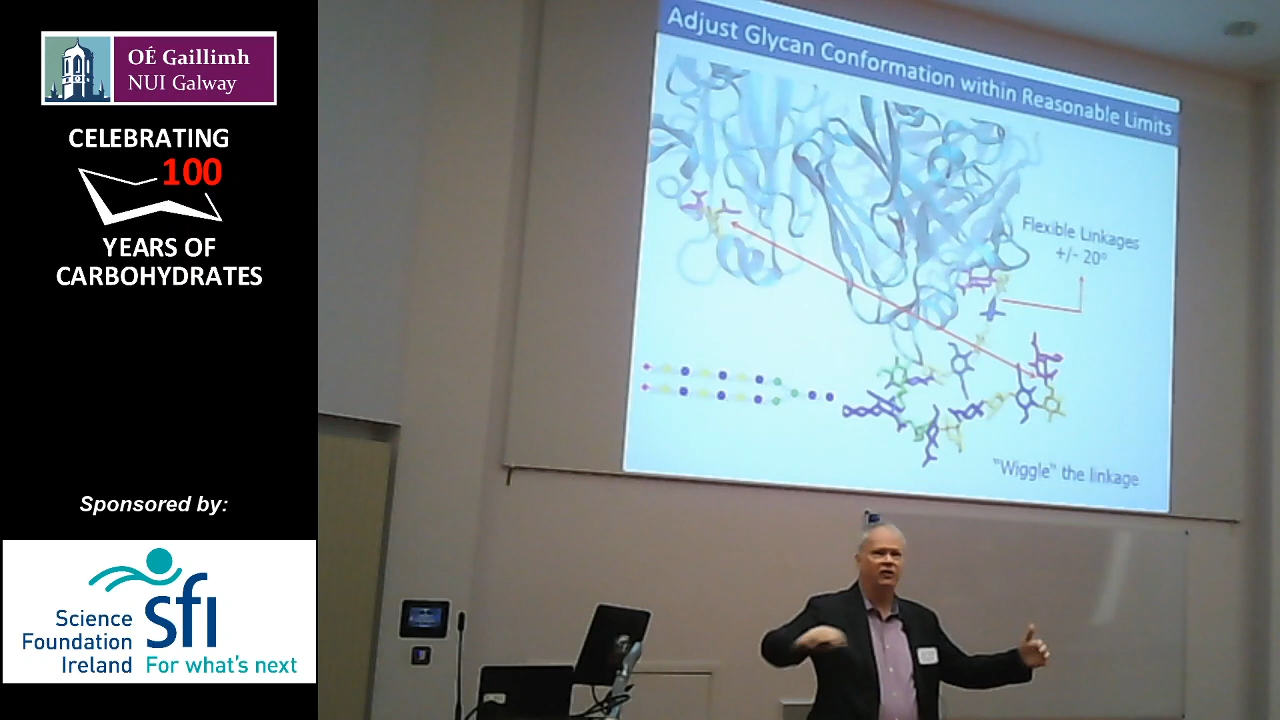 OÉ Gaillimh
NUI Galway
CELEBRATING
100
YEARS OF
CARBOHYDRATES
Sponsored by:
Science
Foundation
Ireland
sfi
For what's next
Adjust Glycan Conformation within Reasonable Limits
Flexible Linkages
+/- 20°
"Wiggle" the linkage